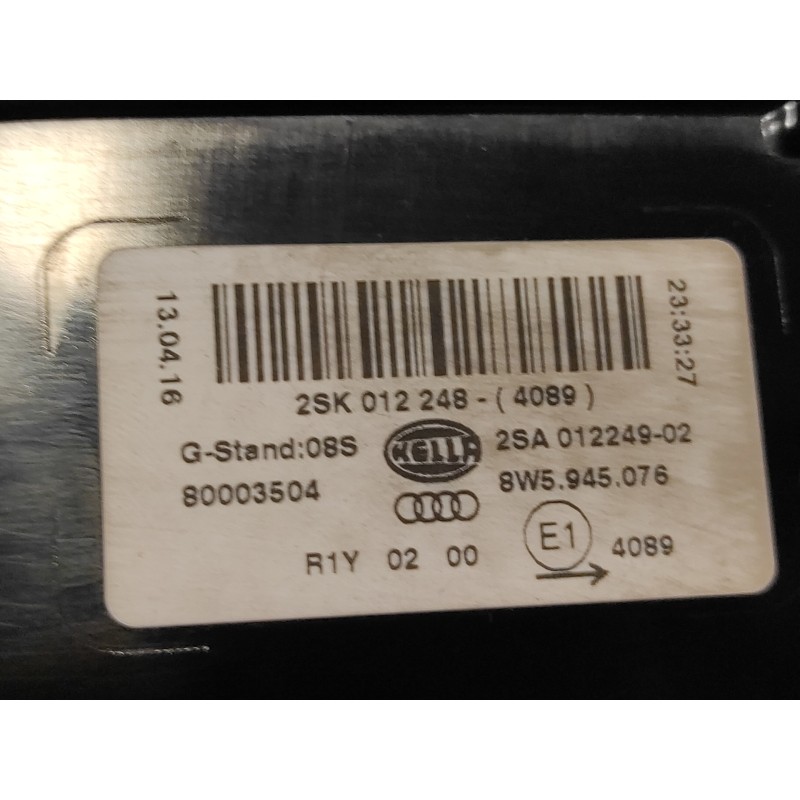 13.04.16
23:33:27
2SK 012 248 - ( 4089 )
G-Stand:08S HELLA 2SA 012249-02
80003504 8W5.945.076
R1Y 02 00 E1 4089